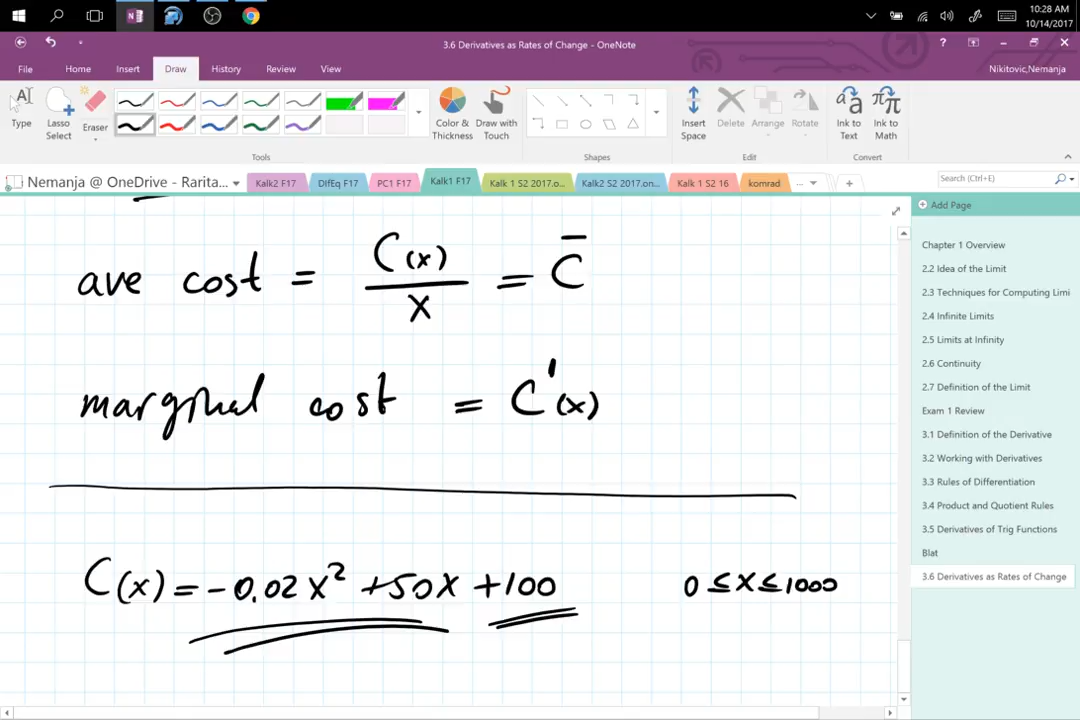 10:28 AM
10/14/2017
3.6 Derivatives as Rates of Change - OneNote
File Home Insert Draw History Review View
Nikitovic,Nemanja
Type
Lasso Select
Eraser
Color & Thickness
Draw with Touch
Insert Space
Delete
Arrange
Rotate
Ink to Text
Ink to Math
Tools
Shapes
Edit
Convert
Nemanja @ OneDrive - Rarita...
Kalk2 F17
DIfEq F17
PC1 F17
Kalk1 F17
Kalk 1 S2 2017.o...
Kalk2 S2 2017.on...
Kalk 1 S2 16
komrad
...
Search (Ctrl+E)
Add Page
Chapter 1 Overview
2.2 Idea of the Limit
2.3 Techniques for Computing Limi
2.4 Infinite Limits
2.5 Limits at Infinity
2.6 Continuity
2.7 Definition of the Limit
Exam 1 Review
3.1 Definition of the Derivative
3.2 Working with Derivatives
3.3 Rules of Differentiation
3.4 Product and Quotient Rules
3.5 Derivatives of Trig Functions
Blat
3.6 Derivatives as Rates of Change
ave cost = C(x)/x = C̄
marginal cost = C'(x)
C(x) = -0.02x² +50x +100 0 ≤ x ≤ 1000